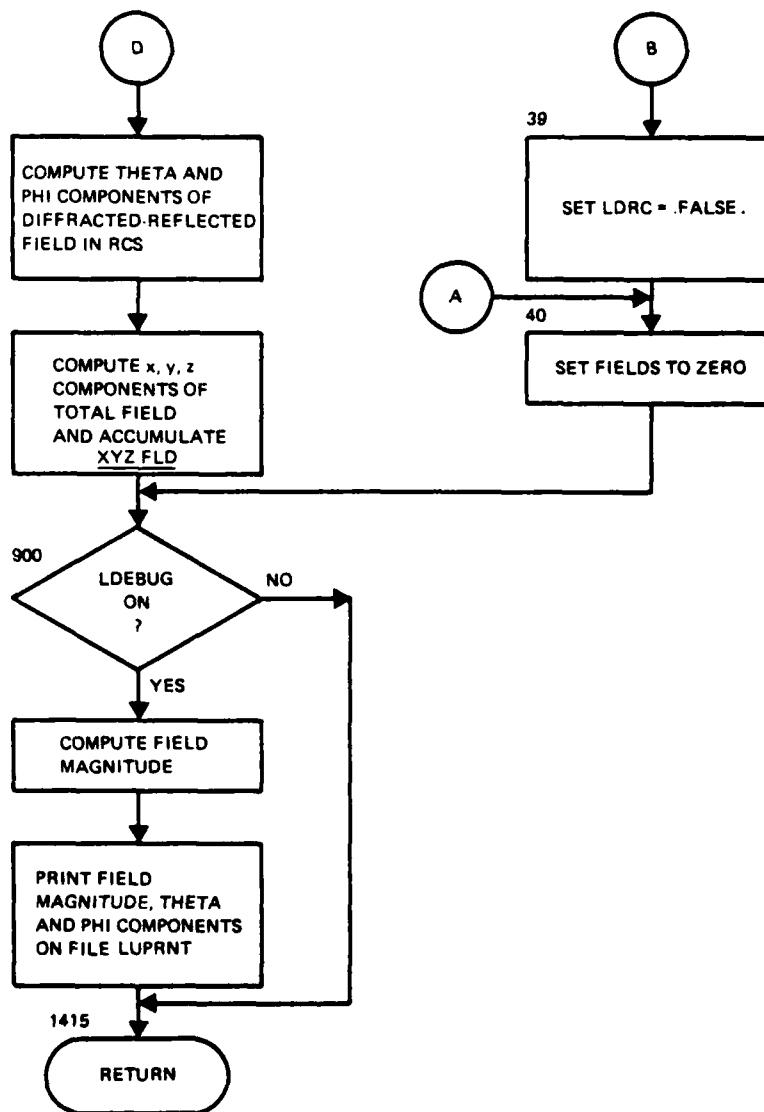 D
COMPUTE THETA AND
PHI COMPONENTS OF
DIFFRACTED-REFLECTED
FIELD IN RCS
COMPUTE x, y, z
COMPONENTS OF
TOTAL FIELD
AND ACCUMULATE
XYZ FLD
900
LDEBUG
ON
?
NO
YES
COMPUTE FIELD
MAGNITUDE
PRINT FIELD
MAGNITUDE, THETA
AND PHI COMPONENTS
ON FILE LUPRNT
1415
RETURN
B
39
SET LDRC = .FALSE.
A
40
SET FIELDS TO ZERO